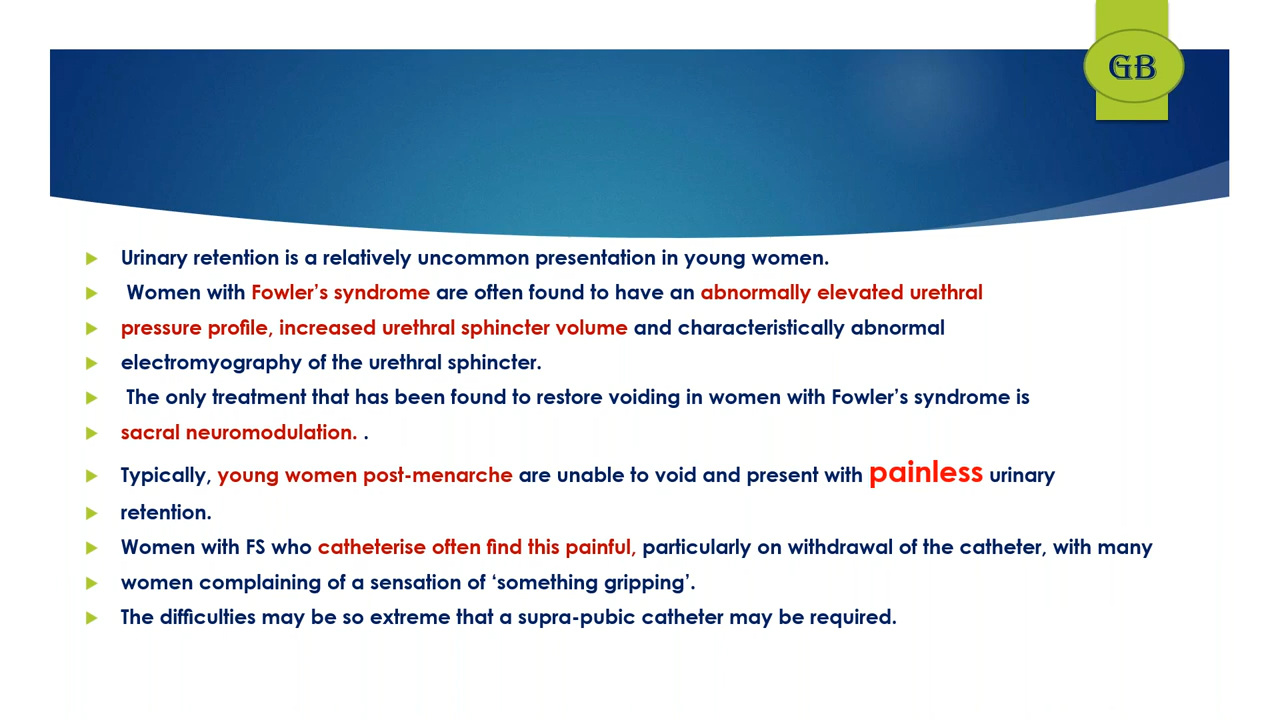 GB
Urinary retention is a relatively uncommon presentation in young women.
Women with Fowler’s syndrome are often found to have an abnormally elevated urethral
pressure profile, increased urethral sphincter volume and characteristically abnormal
electromyography of the urethral sphincter.
The only treatment that has been found to restore voiding in women with Fowler’s syndrome is
sacral neuromodulation. .
Typically, young women post-menarche are unable to void and present with painless urinary
retention.
Women with FS who catheterise often find this painful, particularly on withdrawal of the catheter, with many
women complaining of a sensation of ‘something gripping’.
The difficulties may be so extreme that a supra-pubic catheter may be required.